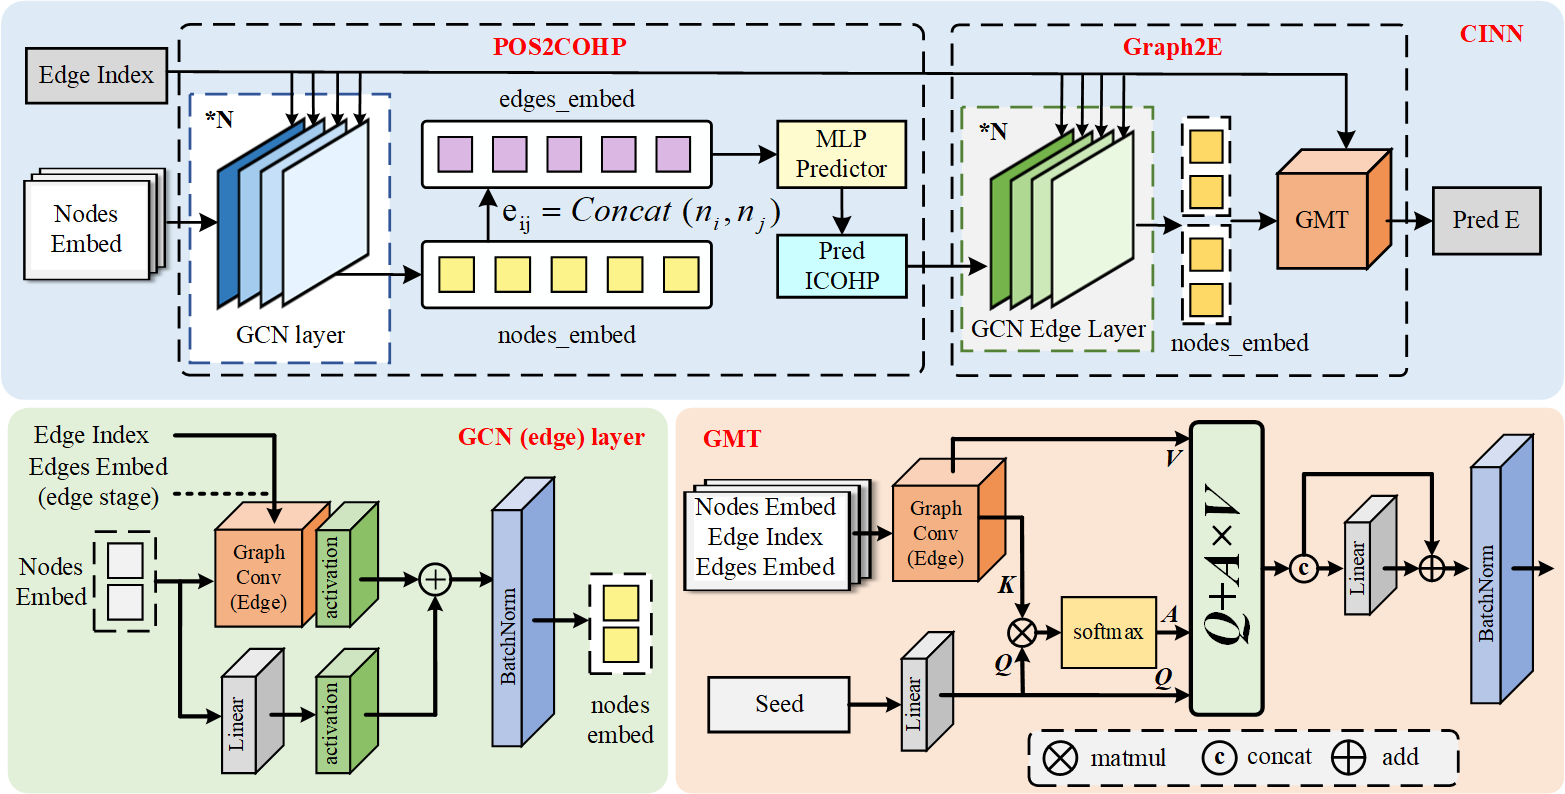 POS2COHP
Graph2E
CINN
Edge Index
*N
GCN layer
Nodes
Embed
edges_embed
e_ij = Concat (n_i, n_j)
nodes_embed
MLP
Predictor
Pred
ICOHP
*N
GCN Edge Layer
nodes_embed
GMT
Pred E
GCN (edge) layer
Edge Index
Edges Embed
(edge stage)
Nodes
Embed
Graph
Conv
(Edge)
activation
Linear
activation
+
BatchNorm
nodes
embed
GMT
Nodes Embed
Edge Index
Edges Embed
Graph
Conv
(Edge)
V
K
Q
softmax
A
Q
Seed
Linear
Q+A×V
c
Linear
BatchNorm
matmul
c
concat
add